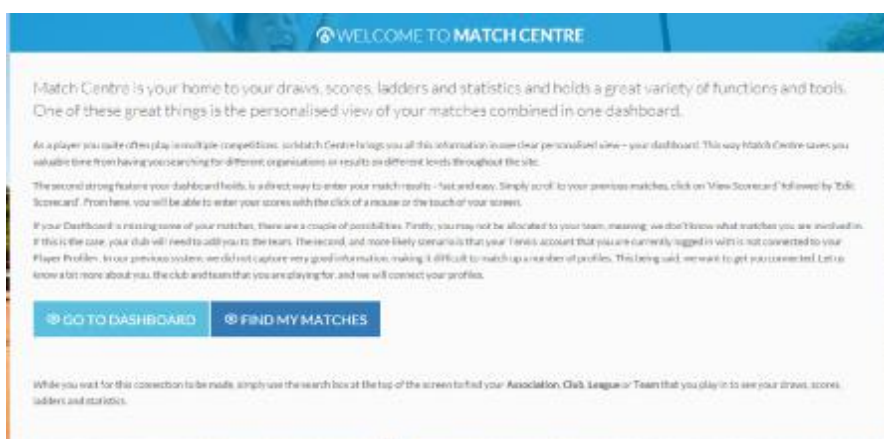 WELCOME TO MATCH CENTRE
Match Centre is your home to your draws, scores, ladders and statistics and holds a great variety of functions and tools.
One of these great things is the personalised view of your matches combined in one dashboard.
As a player you quite often play in multiple competitions, so Match Centre brings you all this information in one clear personalised view – your dashboard. This way Match Centre saves you
valuable time from having you searching for different organisations or results on different levels throughout the site.
The second strong feature your dashboard holds, is a direct way to enter your match results - fast and easy. Simply scroll to your previous matches, click on 'View Scorecard' followed by 'Edit
Scorecard'. From here, you will be able to enter your scores with the click of a mouse or the touch of your screen.
If your Dashboard is missing some of your matches, there are a couple of possibilities. Firstly, you may not be allocated to your team, meaning, we don't know what matches you are involved in.
If this is the case, your club will need to add you to the team. The second, and more likely scenario is that your Tennis account that you are currently logged in with is not connected to your
Player Profile. In our previous system, we did not capture very good information, making it difficult to match up a number of profiles. This being said, we want to get you connected. Let us
know a bit more about you, the club and team that you are playing for, and we will connect your profiles.
GO TO DASHBOARD FIND MY MATCHES
While you wait for this connection to be made, simply use the search box at the top of the screen to find your Association, Club, League or Team that you play in to see your draws, scores,
ladders and statistics.